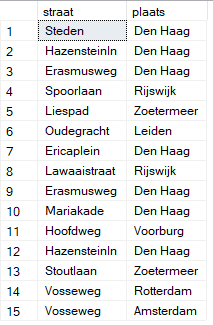 straat plaats
1 Steden Den Haag
2 Hazensteinln Den Haag
3 Erasmusweg Den Haag
4 Spoorlaan Rijswijk
5 Liespad Zoetermeer
6 Oudegracht Leiden
7 Ericaplein Den Haag
8 Lawaaistraat Rijswijk
9 Erasmusweg Den Haag
10 Mariakade Den Haag
11 Hoofdweg Voorburg
12 Hazensteinln Den Haag
13 Stoutlaan Zoetermeer
14 Vosseweg Rotterdam
15 Vosseweg Amsterdam